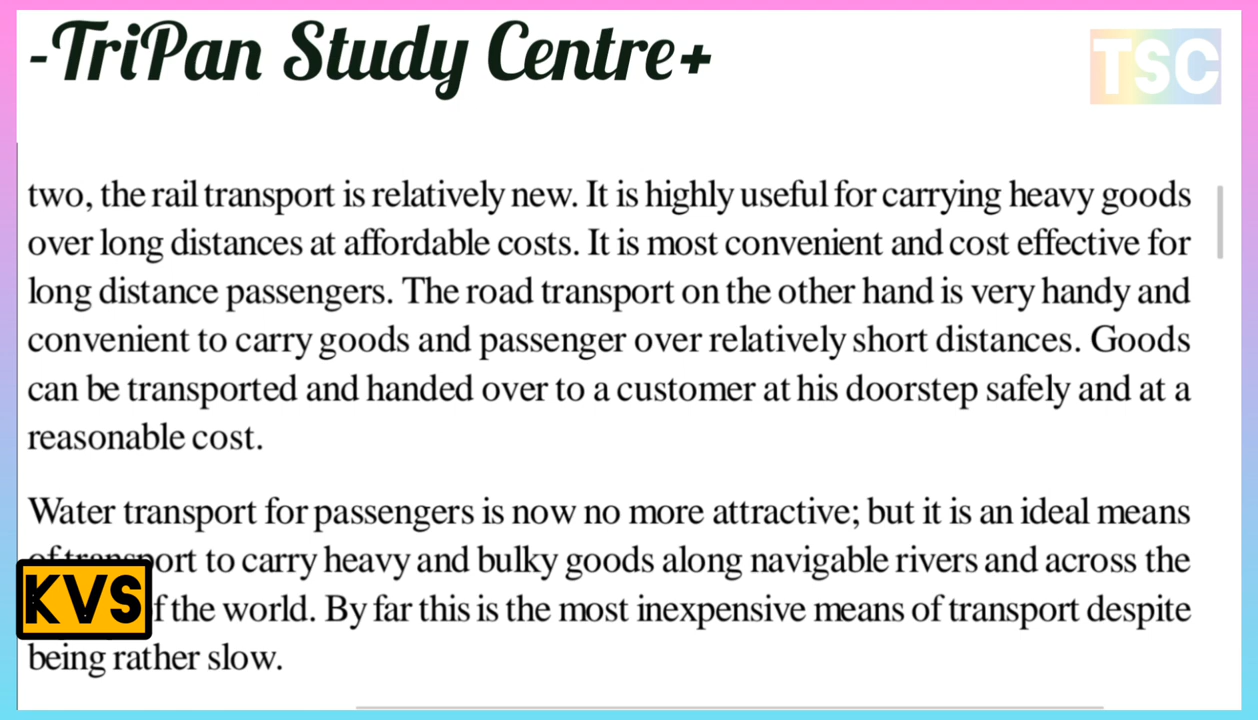 -TriPan Study Centre+
TSC
two, the rail transport is relatively new. It is highly useful for carrying heavy goods
over long distances at affordable costs. It is most convenient and cost effective for
long distance passengers. The road transport on the other hand is very handy and
convenient to carry goods and passenger over relatively short distances. Goods
can be transported and handed over to a customer at his doorstep safely and at a
reasonable cost.
Water transport for passengers is now no more attractive; but it is an ideal means
of transport to carry heavy and bulky goods along navigable rivers and across the
KVS
the world. By far this is the most inexpensive means of transport despite
being rather slow.